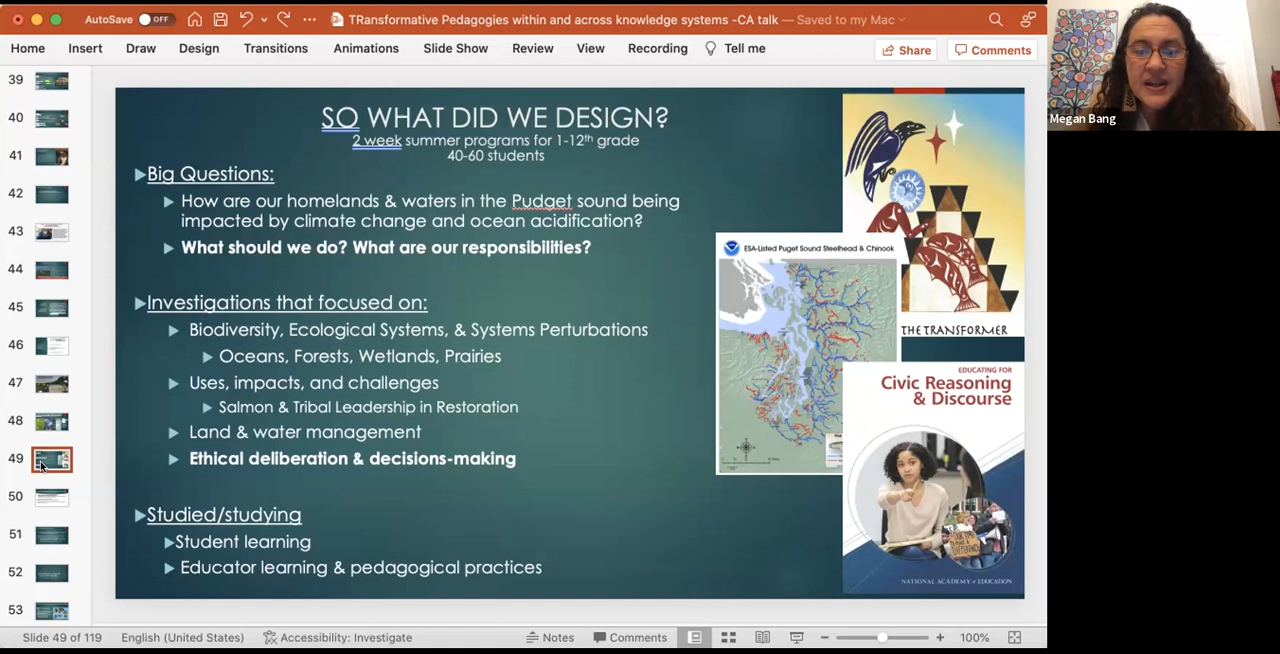 AutoSave OFF TRansformative Pedagogies within and across knowledge systems -CA talk — Saved to my Mac
Home Insert Draw Design Transitions Animations Slide Show Review View Recording Tell me Share Comments
Megan Bang
39
40
41
42
43
44
45
46
47
48
49
50
51
52
53
SO WHAT DID WE DESIGN?
2 week summer programs for 1-12th grade
40-60 students
Big Questions:
How are our homelands & waters in the Pudget sound being
impacted by climate change and ocean acidification?
What should we do? What are our responsibilities?
Investigations that focused on:
Biodiversity, Ecological Systems, & Systems Perturbations
Oceans, Forests, Wetlands, Prairies
Uses, impacts, and challenges
Salmon & Tribal Leadership in Restoration
Land & water management
Ethical deliberation & decisions-making
Studied/studying
Student learning
Educator learning & pedagogical practices
ESA-Listed Puget Sound Steelhead & Chinook
THE TRANSFORMER
EDUCATING FOR
Civic Reasoning
& Discourse
NATIONAL ACADEMY of EDUCATION
Slide 49 of 119 English (United States) Accessibility: Investigate Notes Comments 100%